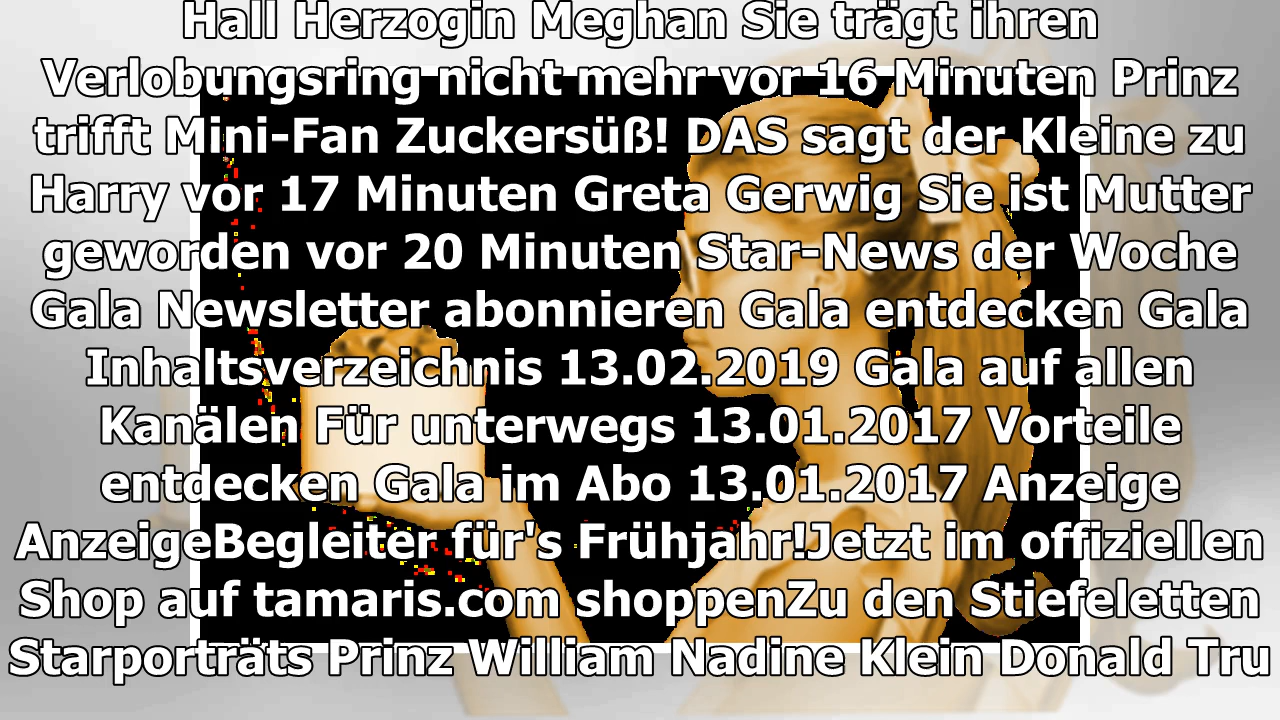 Hall Herzogin Meghan Sie trägt ihren
Verlobungsring nicht mehr vor 16 Minuten Prinz
trifft Mini-Fan Zuckersüß! DAS sagt der Kleine zu
Harry vor 17 Minuten Greta Gerwig Sie ist Mutter
geworden vor 20 Minuten Star-News der Woche
Gala Newsletter abonnieren Gala entdecken Gala
Inhaltsverzeichnis 13.02.2019 Gala auf allen
Kanälen Für unterwegs 13.01.2017 Vorteile
entdecken Gala im Abo 13.01.2017 Anzeige
AnzeigeBegleiter für's Frühjahr!Jetzt im offiziellen
Shop auf tamaris.com shoppenZu den Stiefeletten
Starporträts Prinz William Nadine Klein Donald Tru